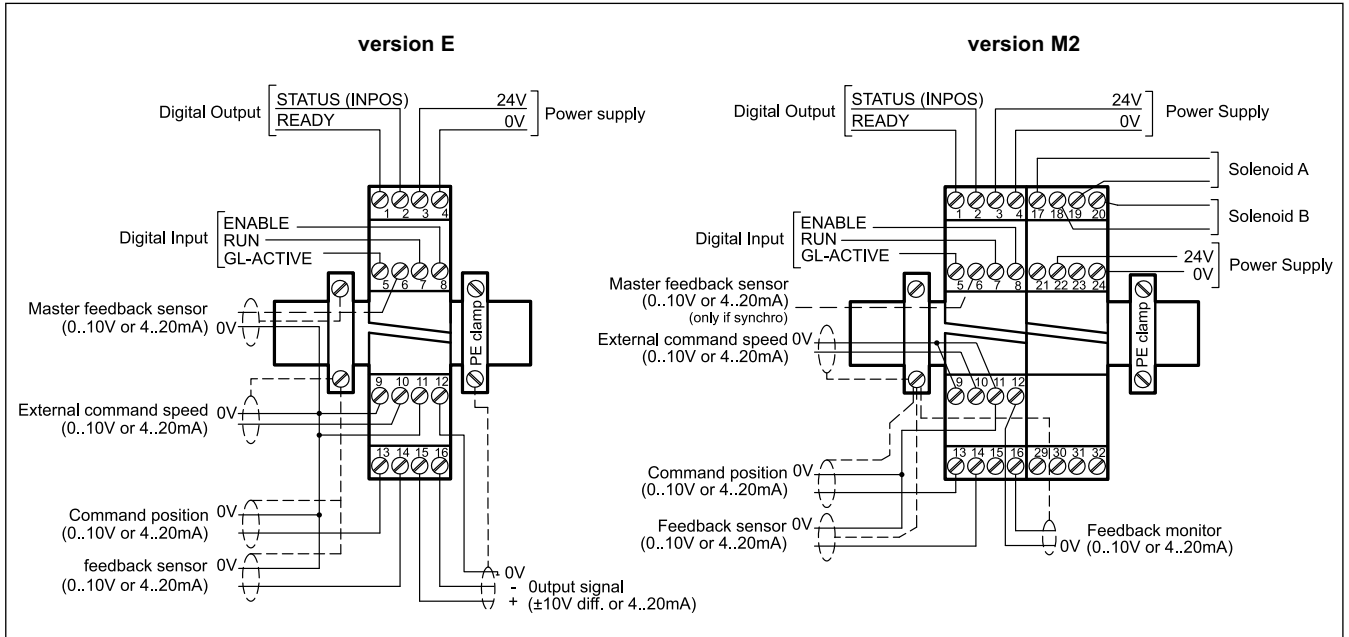 version E
Digital Output
STATUS (INPOS)
READY
24V
0V
Power supply
1 2 3 4
Digital Input
ENABLE
RUN
GL-ACTIVE
5 6 7 8
Master feedback sensor
(0..10V or 4..20mA)
0V
PE clamp
9 10 11 12
External command speed 0V
(0..10V or 4..20mA)
13 14 15 16
Command position 0V
(0..10V or 4..20mA)
feedback sensor 0V
(0..10V or 4..20mA)
0V
- 0utput signal
+ (±10V diff. or 4..20mA)
version M2
Digital Output
STATUS (INPOS)
READY
24V
0V
Power Supply
Solenoid A
1 2 3 4 17 18 19 20
Solenoid B
Digital Input
ENABLE
RUN
GL-ACTIVE
24V
0V
Power Supply
5 6 7 8 21 22 23 24
Master feedback sensor
(0..10V or 4..20mA)
(only if synchro)
PE clamp
External command speed 0V
(0..10V or 4..20mA)
9 10 11 12
13 14 15 16 29 30 31 32
Command position 0V
(0..10V or 4..20mA)
Feedback sensor 0V
(0..10V or 4..20mA)
Feedback monitor
0V (0..10V or 4..20mA)